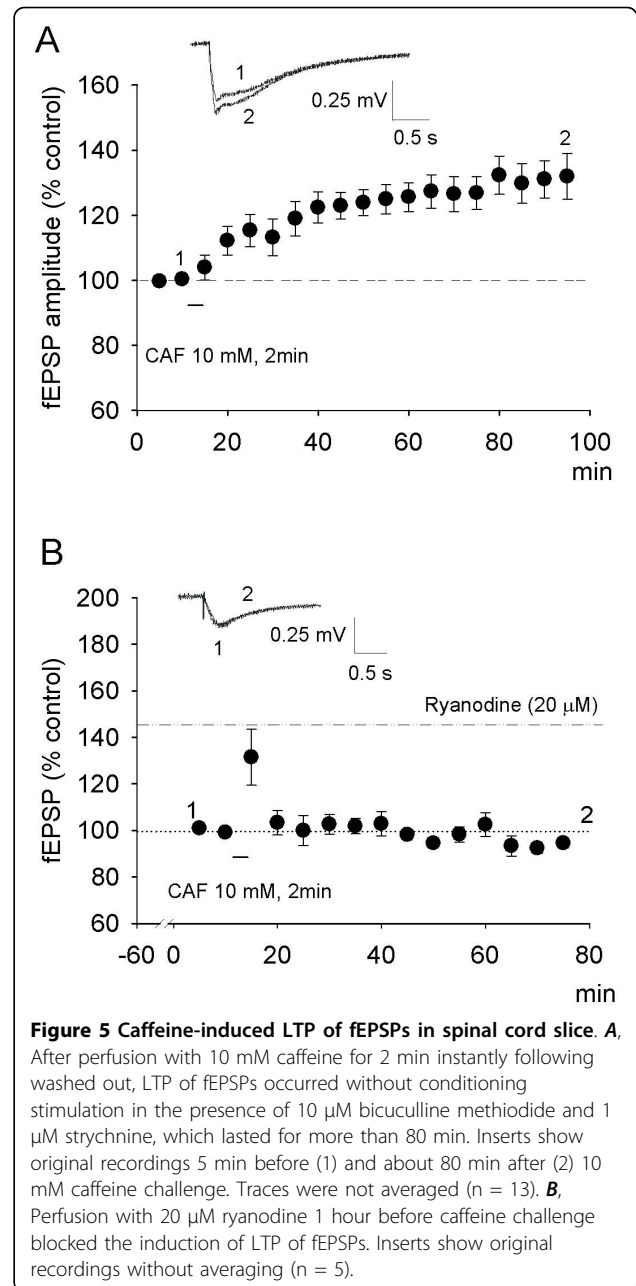 A
160
140
120
100
80
60
fEPSP amplitude (% control)
1
2
0.25 mV
0.5 s
2
1
CAF 10 mM, 2min
0 20 40 60 80 100
min
B
200
180
160
140
120
100
80
60
fEPSP (% control)
2
1
0.25 mV
0.5 s
Ryanodine (20 µM)
1
2
CAF 10 mM, 2min
-60 0 20 40 60 80
min
Figure 5 Caffeine-induced LTP of fEPSPs in spinal cord slice. A,
After perfusion with 10 mM caffeine for 2 min instantly following
washed out, LTP of fEPSPs occurred without conditioning
stimulation in the presence of 10 µM bicuculline methiodide and 1
µM strychnine, which lasted for more than 80 min. Inserts show
original recordings 5 min before (1) and about 80 min after (2) 10
mM caffeine challenge. Traces were not averaged (n = 13). B,
Perfusion with 20 µM ryanodine 1 hour before caffeine challenge
blocked the induction of LTP of fEPSPs. Inserts show original
recordings without averaging (n = 5).